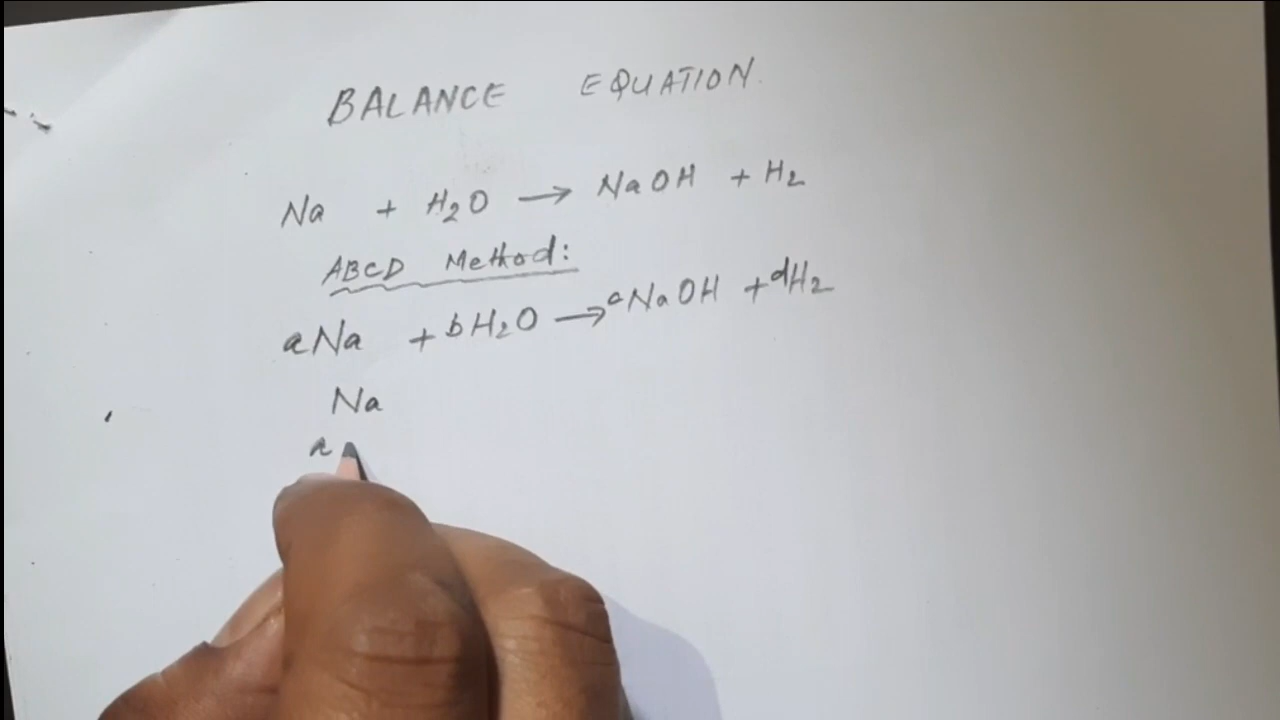 BALANCE EQUATION.
Na + H2O → NaOH + H2
ABCD Method:
aNa + bH2O → cNaOH + dH2
Na
a